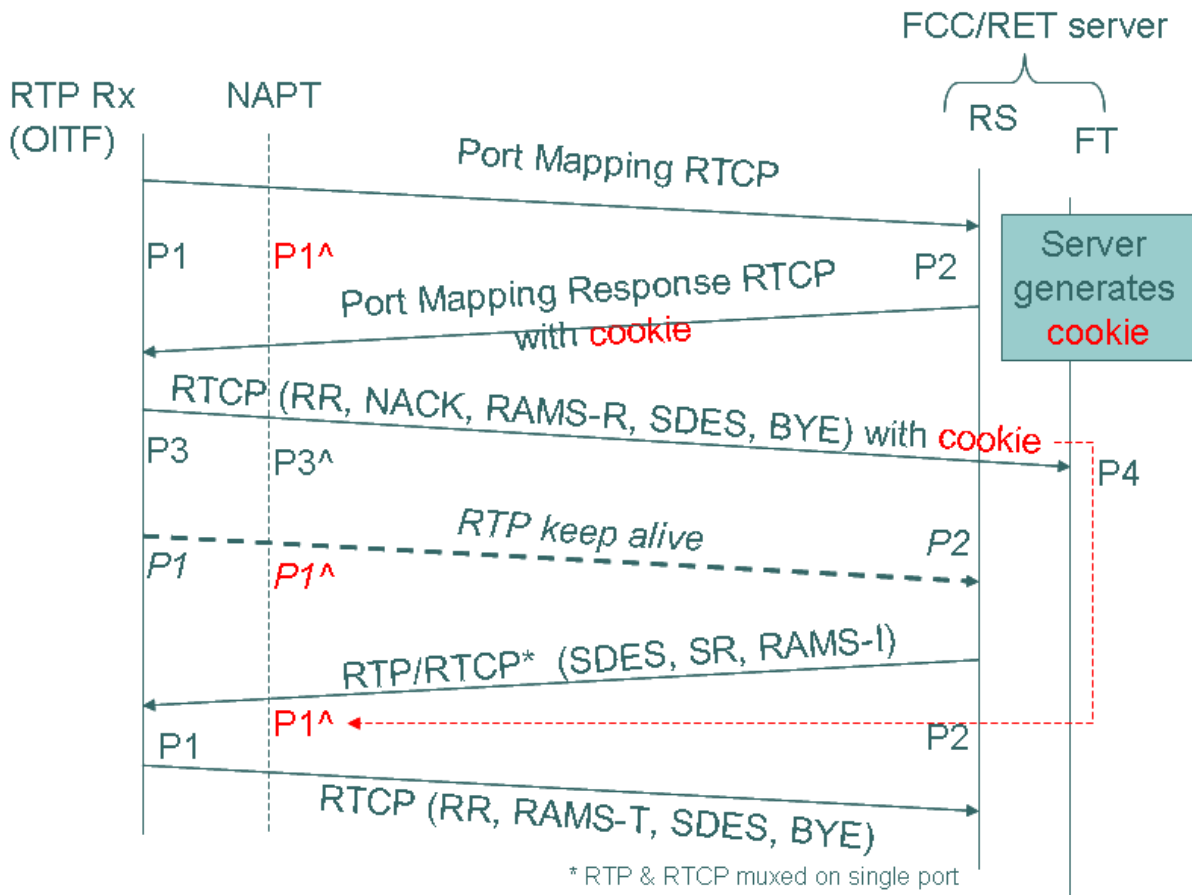 FCC/RET server
RTP Rx
(OITF)
NAPT
RS
FT
Port Mapping RTCP
P1
P1^
P2
Server
generates
cookie
Port Mapping Response RTCP
with cookie
RTCP (RR, NACK, RAMS-R, SDES, BYE) with cookie
P3
P3^
P4
RTP keep alive
P1
P1^
P2
RTP/RTCP* (SDES, SR, RAMS-I)
P1^
P1
P2
RTCP (RR, RAMS-T, SDES, BYE)
* RTP & RTCP muxed on single port